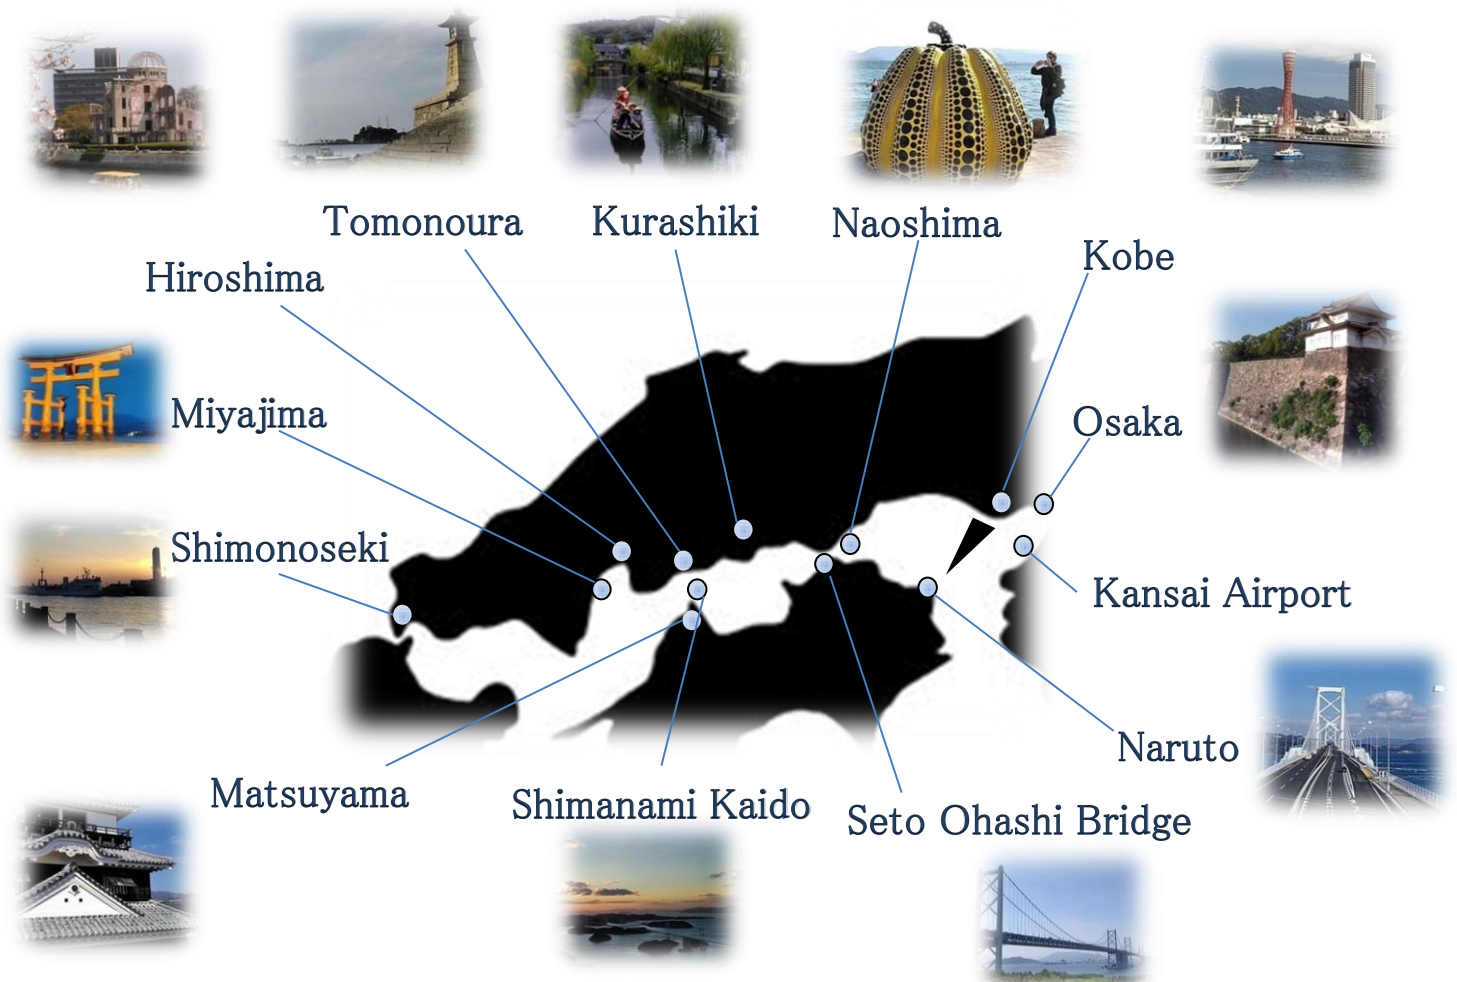 Tomonoura
Kurashiki
Naoshima
Kobe
Hiroshima
Miyajima
Osaka
Shimonoseki
Kansai Airport
Naruto
Matsuyama
Shimanami Kaido
Seto Ohashi Bridge